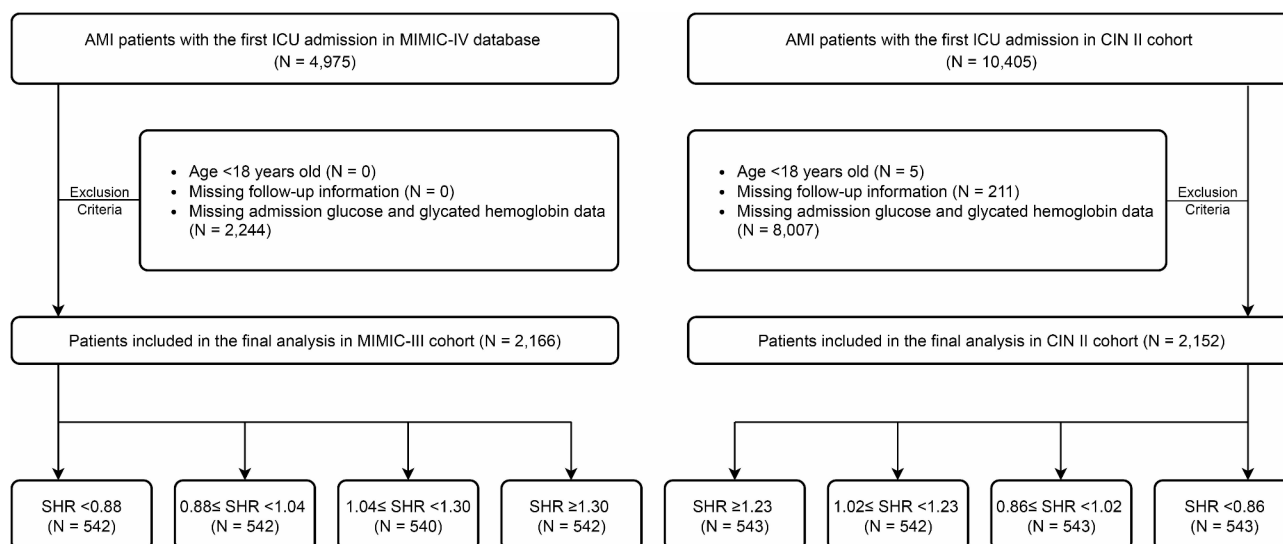 AMI patients with the first ICU admission in MIMIC-IV database
(N = 4,975)
AMI patients with the first ICU admission in CIN II cohort
(N = 10,405)
Exclusion
Criteria
• Age <18 years old (N = 0)
• Missing follow-up information (N = 0)
• Missing admission glucose and glycated hemoglobin data
(N = 2,244)
• Age <18 years old (N = 5)
• Missing follow-up information (N = 211)
• Missing admission glucose and glycated hemoglobin data
(N = 8,007)
Exclusion
Criteria
Patients included in the final analysis in MIMIC-III cohort (N = 2,166)
Patients included in the final analysis in CIN II cohort (N = 2,152)
SHR <0.88
(N = 542)
0.88≤ SHR <1.04
(N = 542)
1.04≤ SHR <1.30
(N = 540)
SHR ≥1.30
(N = 542)
SHR ≥1.23
(N = 543)
1.02≤ SHR <1.23
(N = 542)
0.86≤ SHR <1.02
(N = 543)
SHR <0.86
(N = 543)